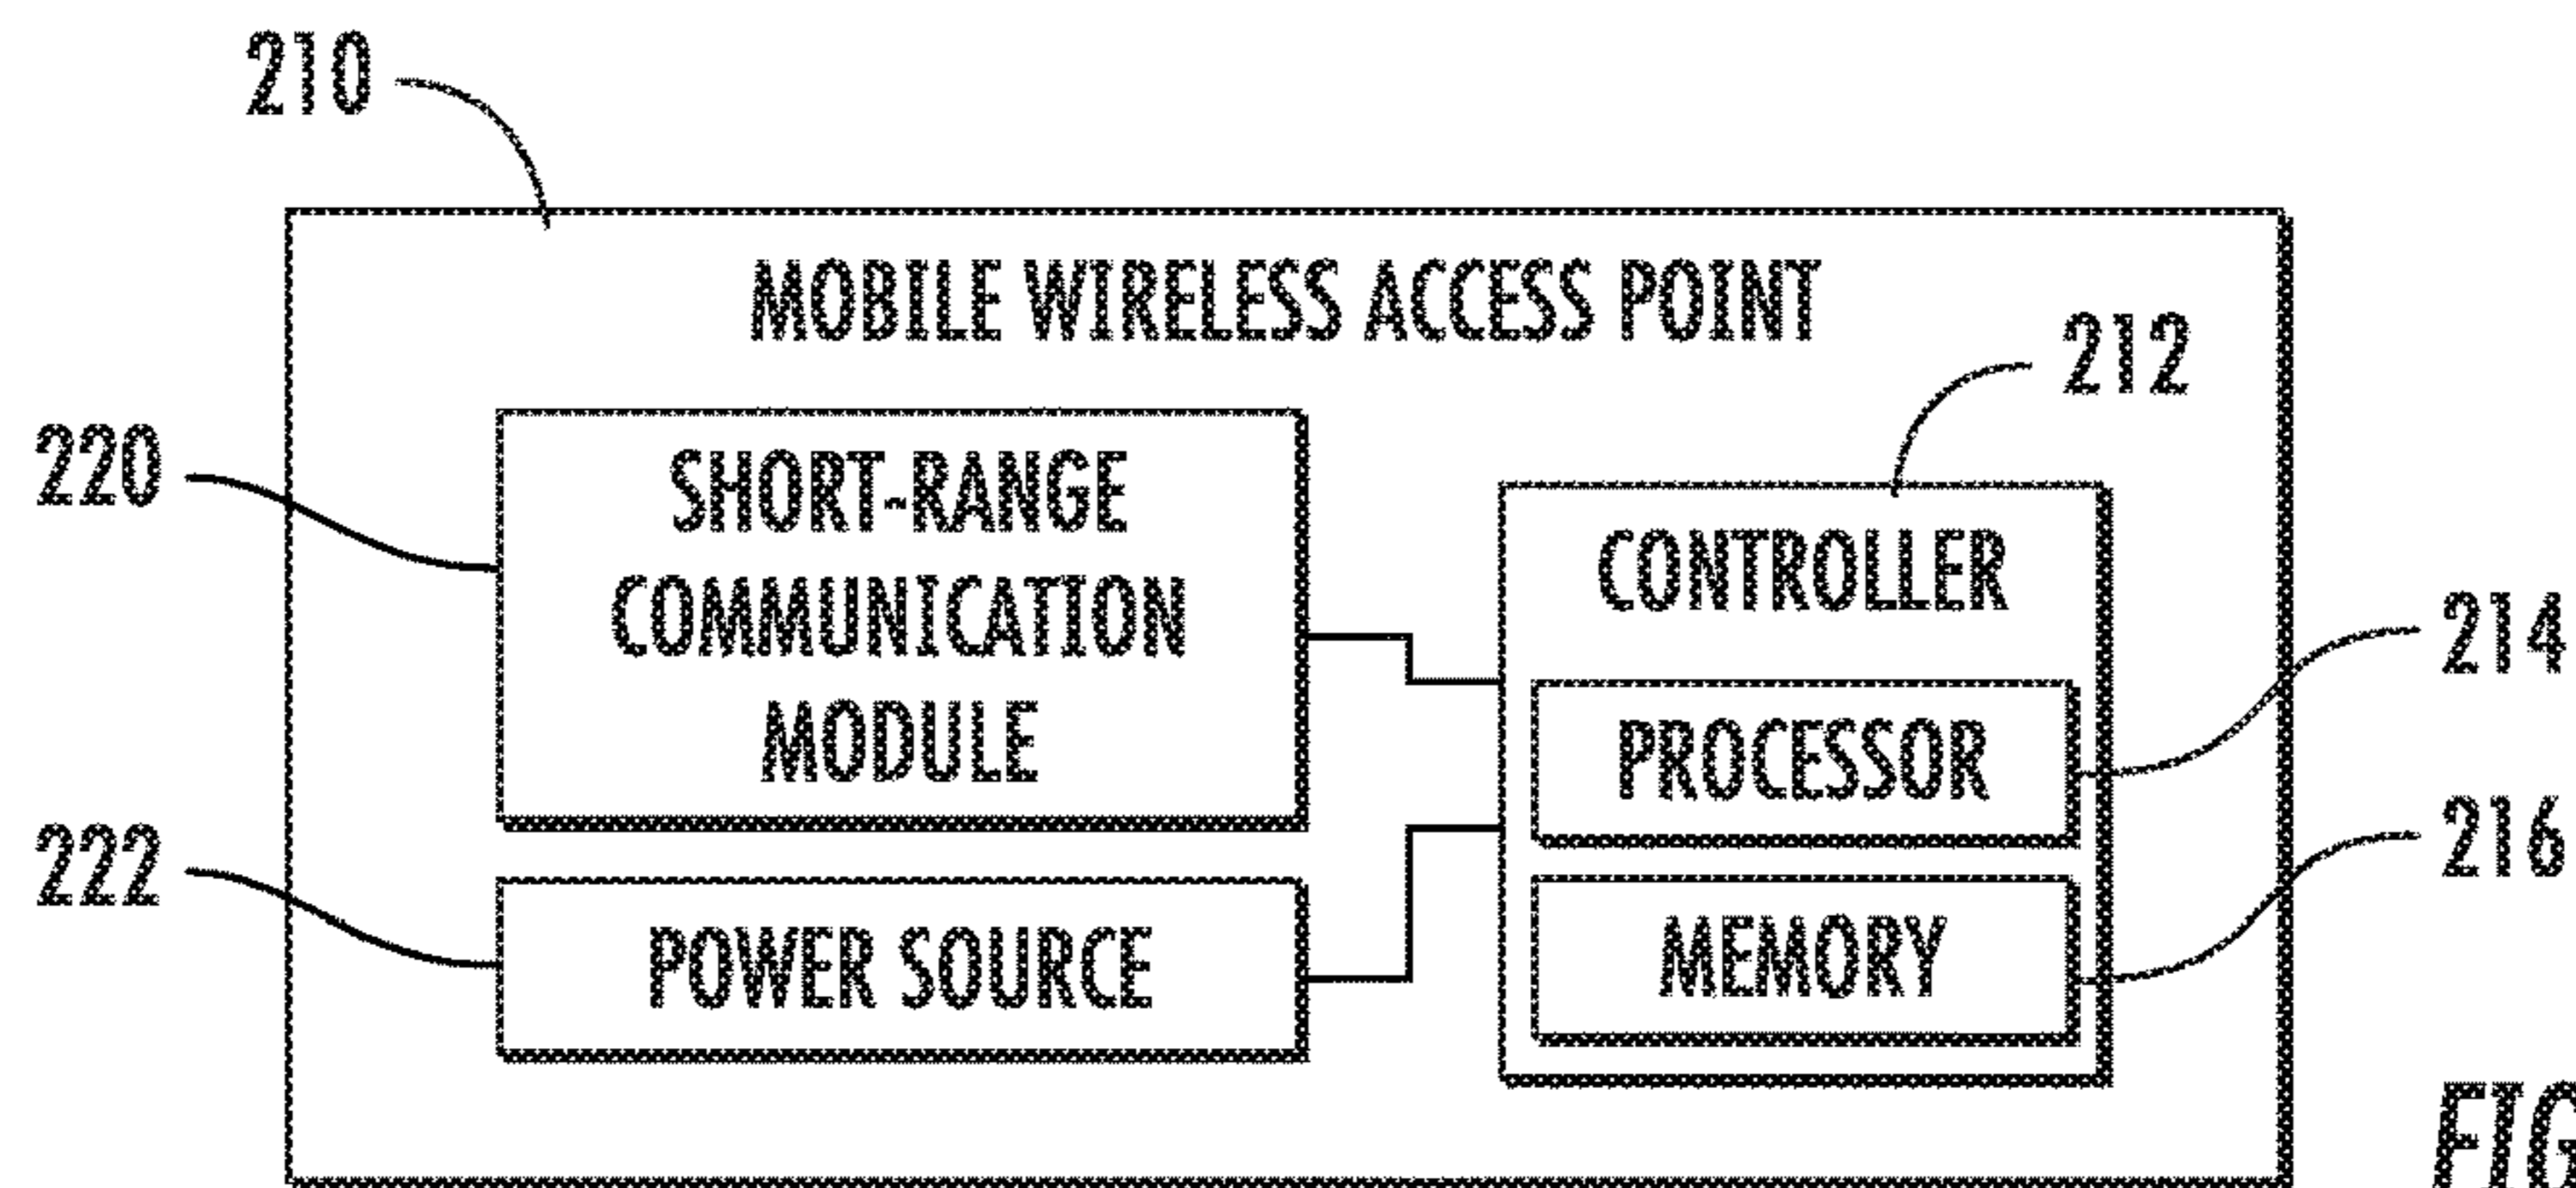 210
MOBILE WIRELESS ACCESS POINT
212
220
SHORT-RANGE
COMMUNICATION
MODULE
CONTROLLER
214
PROCESSOR
222
POWER SOURCE
216
MEMORY
FIG